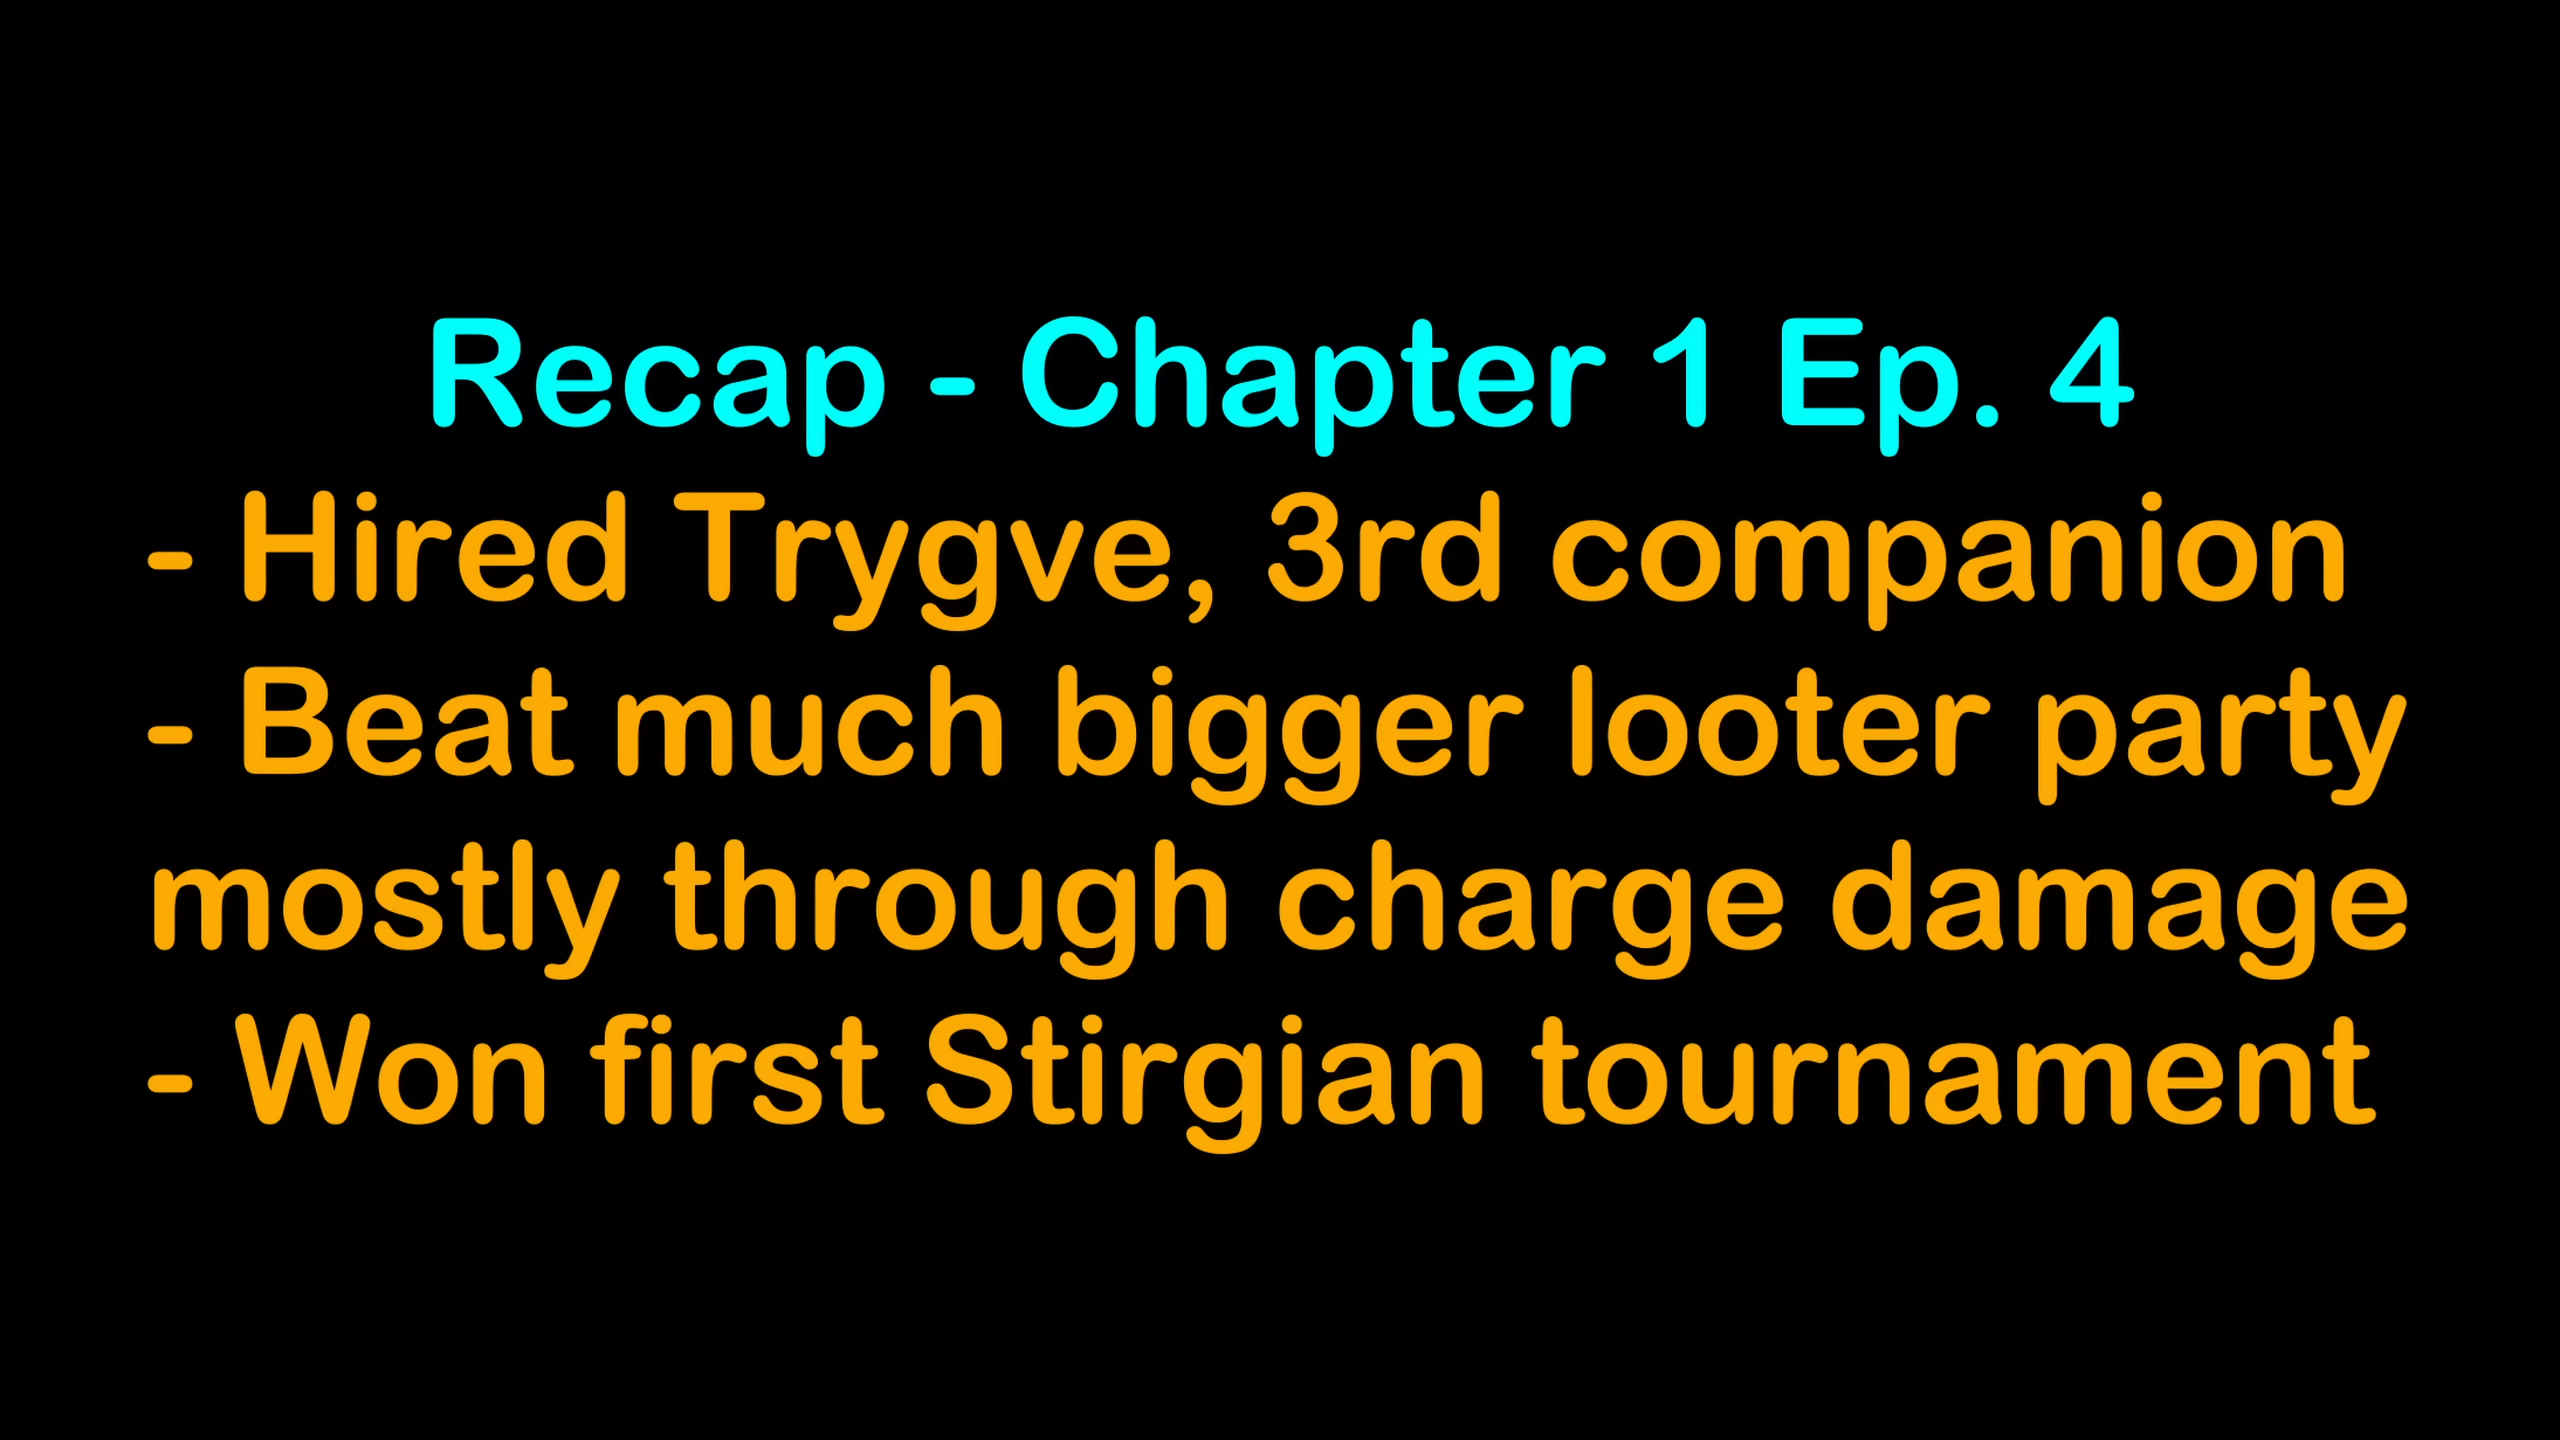 Recap - Chapter 1 Ep. 4
- Hired Trygve, 3rd companion
- Beat much bigger looter party
mostly through charge damage
- Won first Stirgian tournament